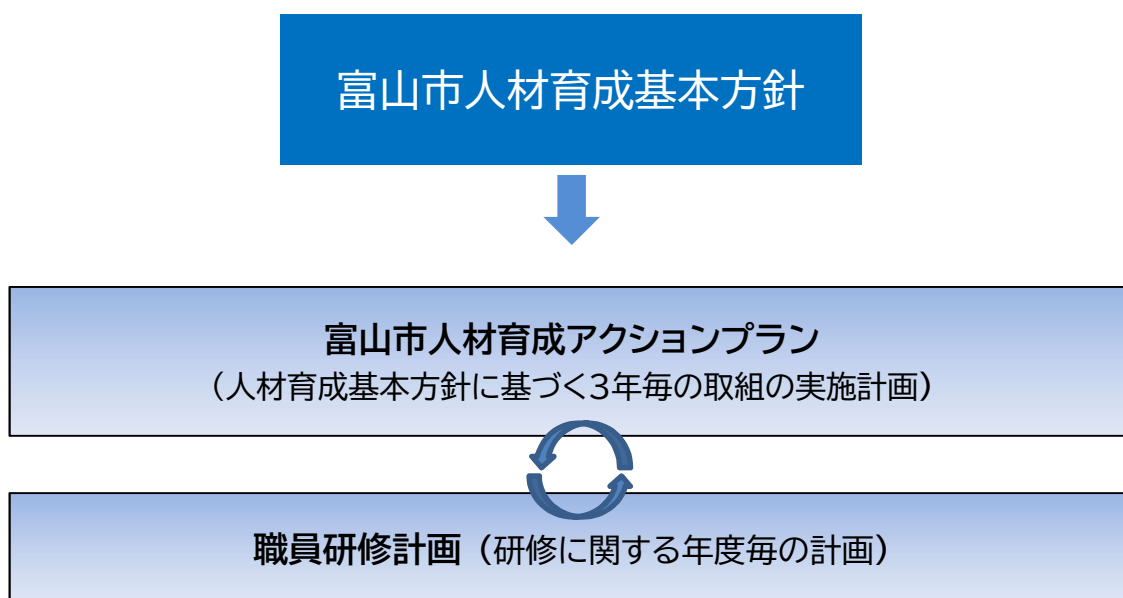 富山市人材育成基本方針
富山市人材育成アクションプラン
（人材育成基本方針に基づく３年毎の取組の実施計画）
職員研修計画（研修に関する年度毎の計画）